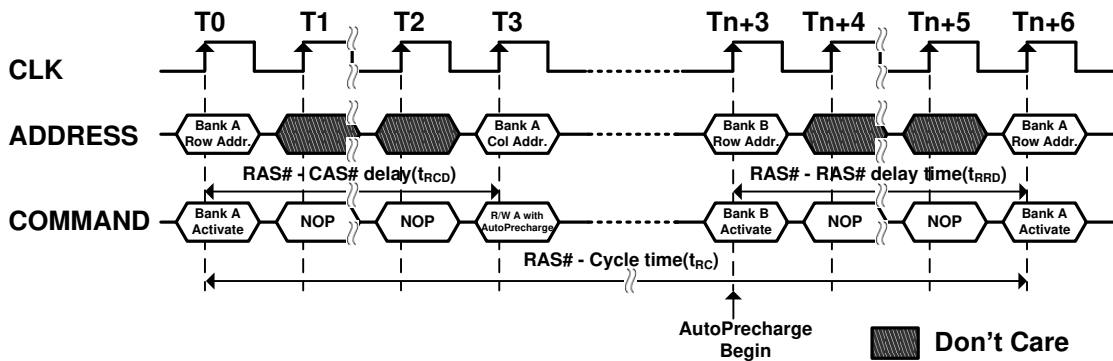 T0 T1 T2 T3 Tn+3 Tn+4 Tn+5 Tn+6
CLK
ADDRESS
Bank A
Row Addr.
Bank A
Col Addr.
Bank B
Row Addr.
Bank A
Row Addr.
RAS# - CAS# delay(tRCD)
RAS# - RAS# delay time(tRRD)
COMMAND
Bank A
Activate
NOP
NOP
R/W A with
AutoPrecharge
Bank B
Activate
NOP
NOP
Bank A
Activate
RAS# - Cycle time(tRC)
AutoPrecharge
Begin
Don't Care